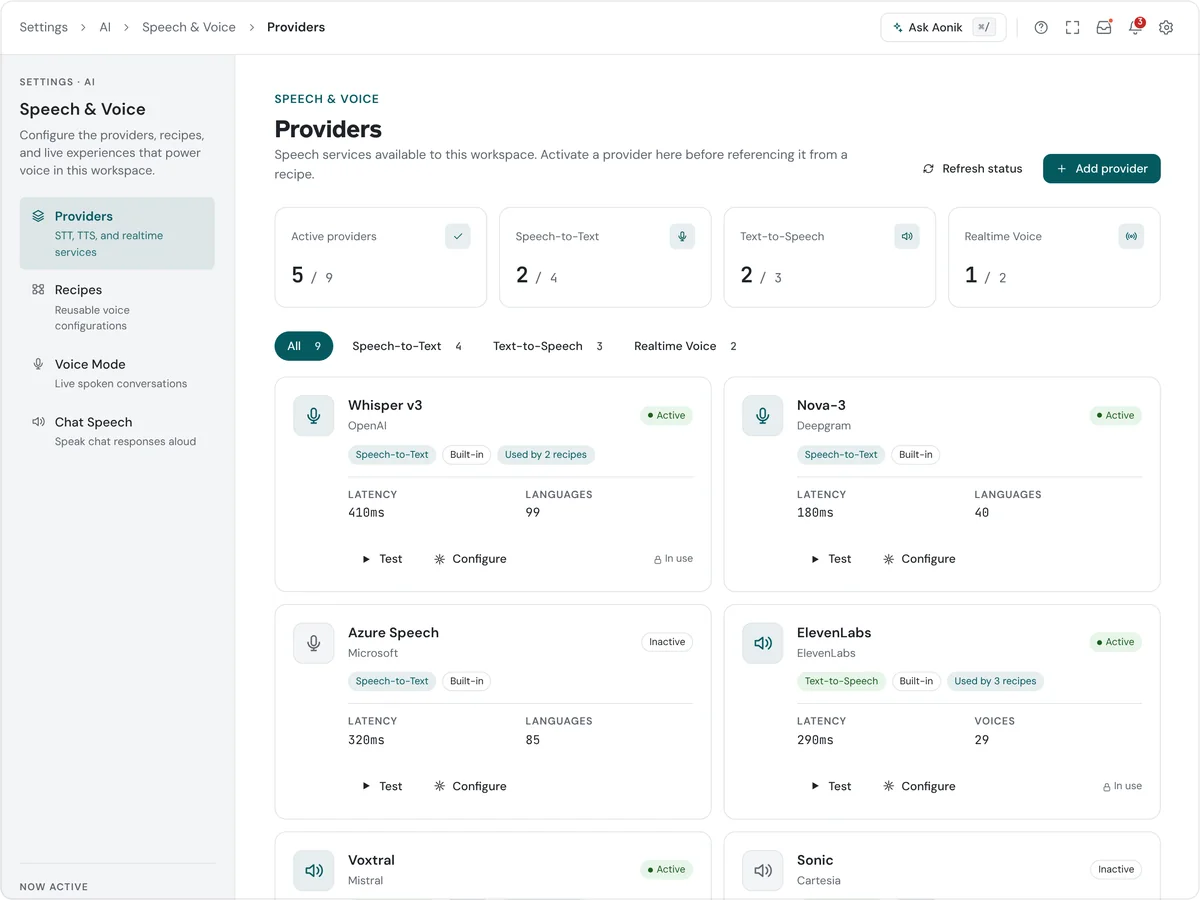 Settings > AI > Speech & Voice > Providers
Ask Aonik ⌘/
3
SETTINGS · AI
Speech & Voice
Configure the providers, recipes,
and live experiences that power
voice in this workspace.
Providers
STT, TTS, and realtime
services
Recipes
Reusable voice
configurations
Voice Mode
Live spoken conversations
Chat Speech
Speak chat responses aloud
NOW ACTIVE
SPEECH & VOICE
Providers
Speech services available to this workspace. Activate a provider here before referencing it from a
recipe.
Refresh status
+ Add provider
Active providers
5 / 9
Speech-to-Text
2 / 4
Text-to-Speech
2 / 3
Realtime Voice
1 / 2
All 9 Speech-to-Text 4 Text-to-Speech 3 Realtime Voice 2
Whisper v3
OpenAI
Active
Speech-to-Text Built-in Used by 2 recipes
LATENCY LANGUAGES
410ms 99
Test Configure In use
Nova-3
Deepgram
Active
Speech-to-Text Built-in
LATENCY LANGUAGES
180ms 40
Test Configure
Azure Speech
Microsoft
Inactive
Speech-to-Text Built-in
LATENCY LANGUAGES
320ms 85
Test Configure
ElevenLabs
ElevenLabs
Active
Text-to-Speech Built-in Used by 3 recipes
LATENCY VOICES
290ms 29
Test Configure In use
Voxtral
Mistral
Active
Sonic
Cartesia
Inactive